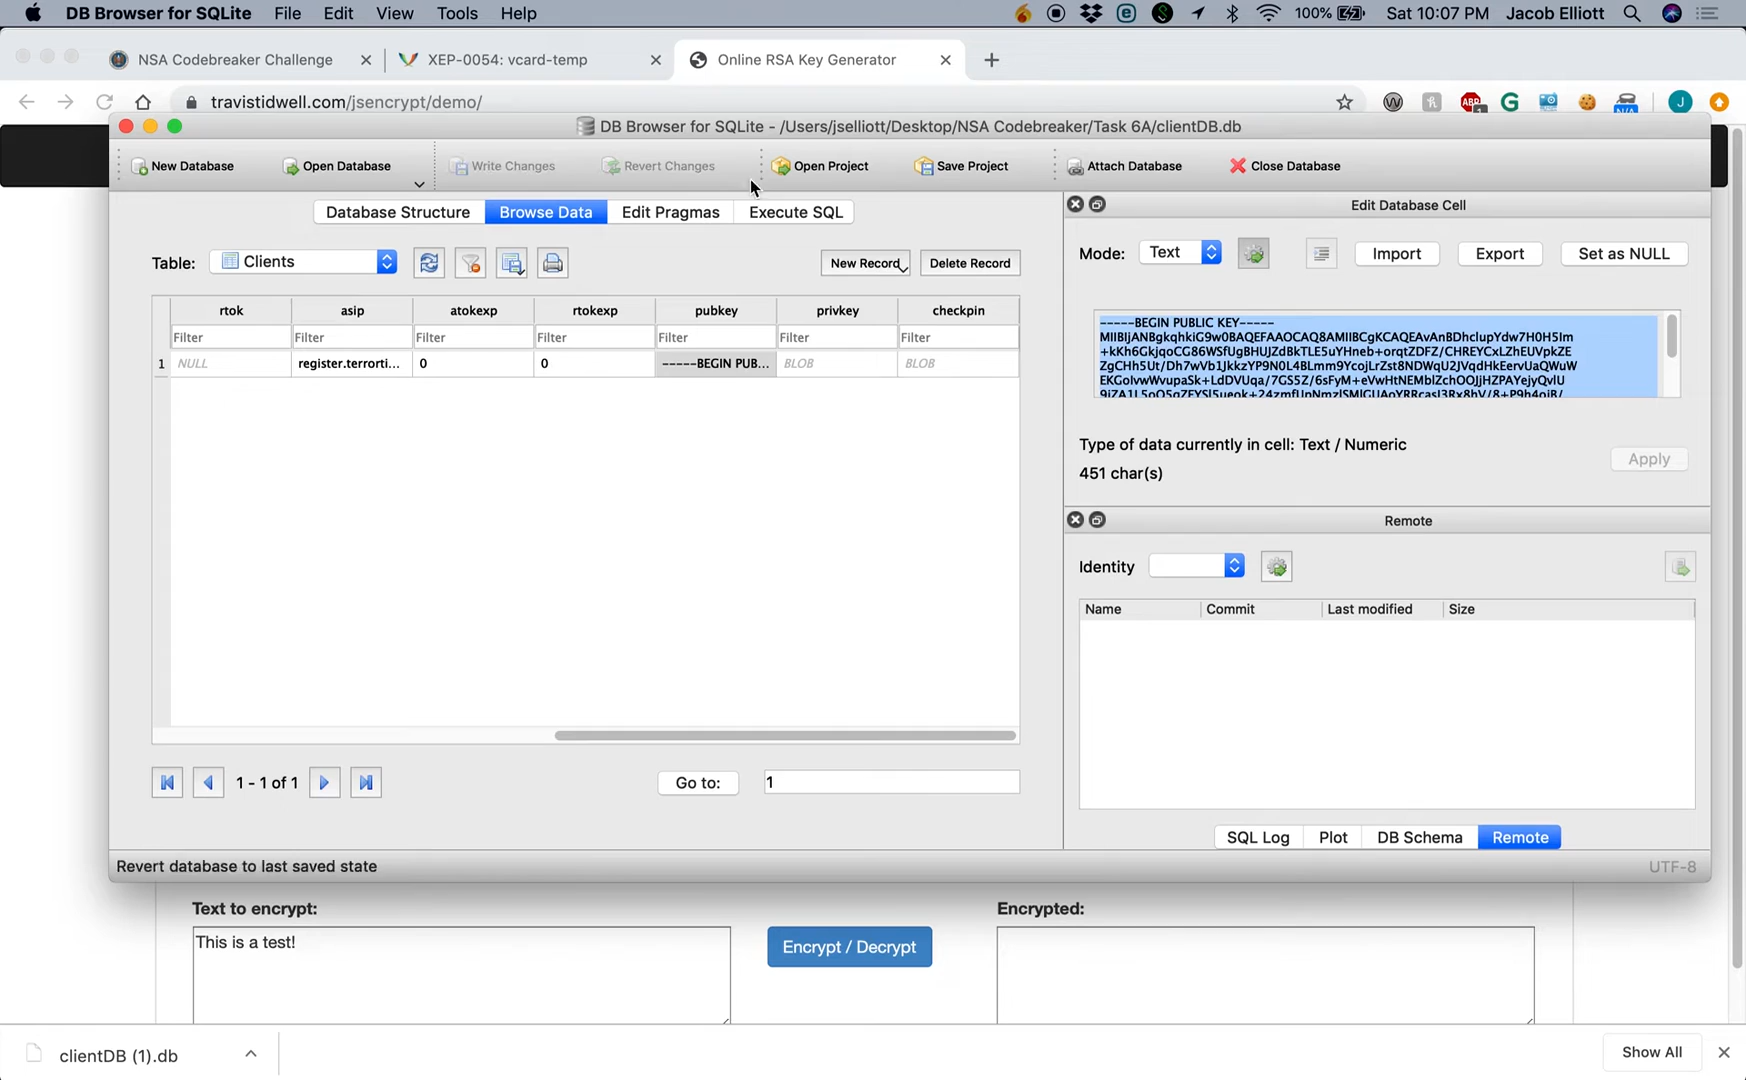 DB Browser for SQLite File Edit View Tools Help 100% Sat 10:07 PM Jacob Elliott
NSA Codebreaker Challenge XEP-0054: vcard-temp Online RSA Key Generator
travistidwell.com/jsencrypt/demo/
DB Browser for SQLite - /Users/jselliott/Desktop/NSA Codebreaker/Task 6A/clientDB.db
New Database Open Database Write Changes Revert Changes Open Project Save Project Attach Database Close Database
Database Structure Browse Data Edit Pragmas Execute SQL
Table: Clients New Record Delete Record
rtok asip atokexp rtokexp pubkey privkey checkpin
Filter Filter Filter Filter Filter Filter Filter
1 NULL register.terrorti... 0 0 -----BEGIN PUB... BLOB BLOB
1 - 1 of 1 Go to: 1
Edit Database Cell
Mode: Text Import Export Set as NULL
-----BEGIN PUBLIC KEY-----
Type of data currently in cell: Text / Numeric
451 char(s)
Apply
Remote
Identity
Name Commit Last modified Size
SQL Log Plot DB Schema Remote
Revert database to last saved state UTF-8
Text to encrypt: Encrypted:
This is a test!
Encrypt / Decrypt
clientDB (1).db Show All